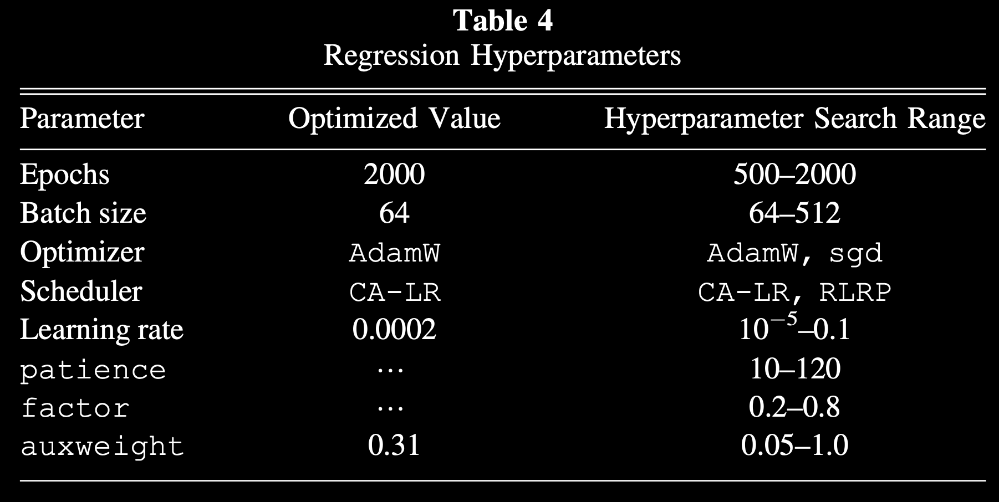 Table 4
Regression Hyperparameters
Parameter Optimized Value Hyperparameter Search Range
Epochs 2000 500–2000
Batch size 64 64–512
Optimizer AdamW AdamW, sgd
Scheduler CA-LR CA-LR, RLRP
Learning rate 0.0002 10⁻⁵–0.1
patience ⋯ 10–120
factor ⋯ 0.2–0.8
auxweight 0.31 0.05–1.0